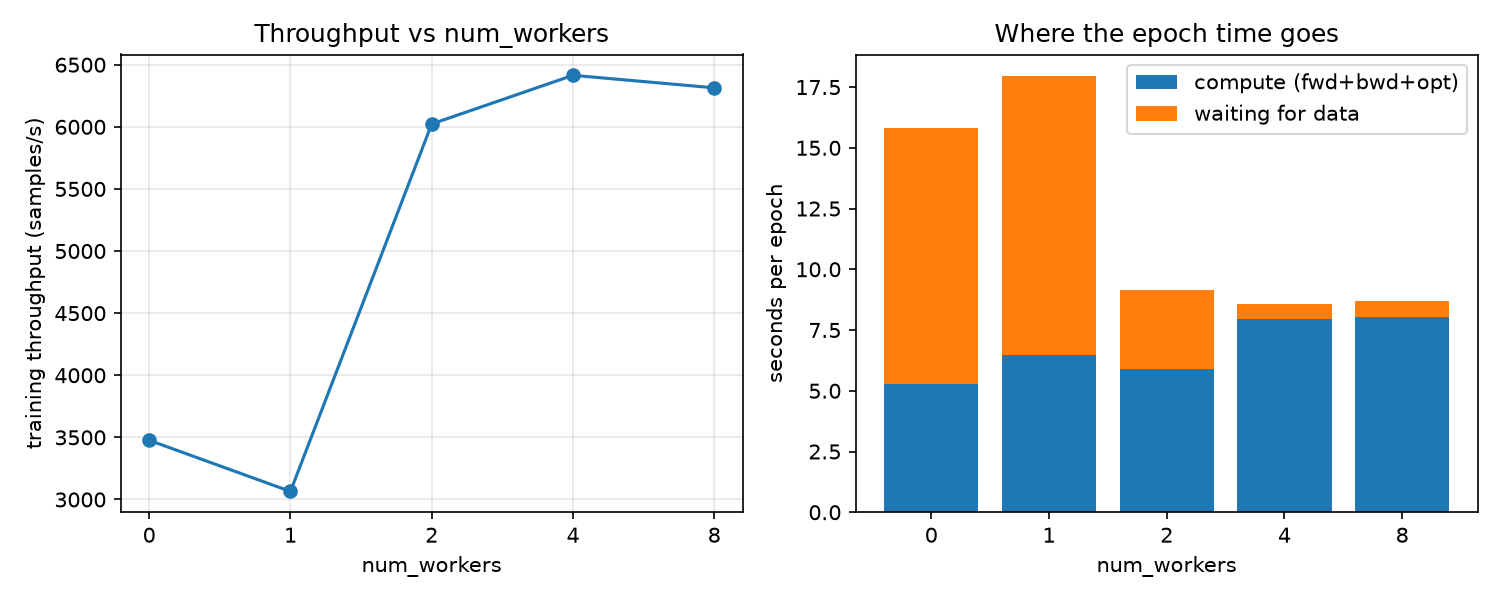 Throughput vs num_workers
training throughput (samples/s)
6500
6000
5500
5000
4500
4000
3500
3000
0 1 2 4 8
num_workers
Where the epoch time goes
compute (fwd+bwd+opt)
waiting for data
seconds per epoch
17.5
15.0
12.5
10.0
7.5
5.0
2.5
0.0
0 1 2 4 8
num_workers